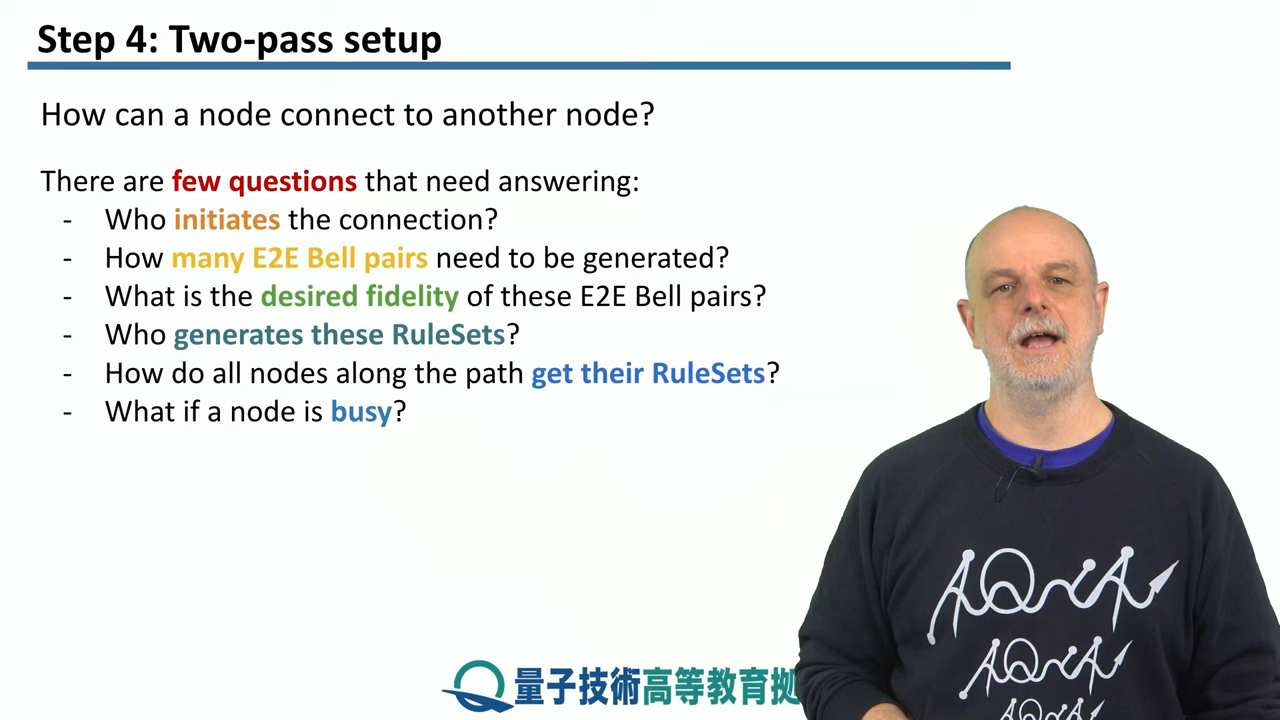 Step 4: Two-pass setup
How can a node connect to another node?
There are few questions that need answering:
- Who initiates the connection?
- How many E2E Bell pairs need to be generated?
- What is the desired fidelity of these E2E Bell pairs?
- Who generates these RuleSets?
- How do all nodes along the path get their RuleSets?
- What if a node is busy?
AQUA
AQUA
量子技術高等教育拠